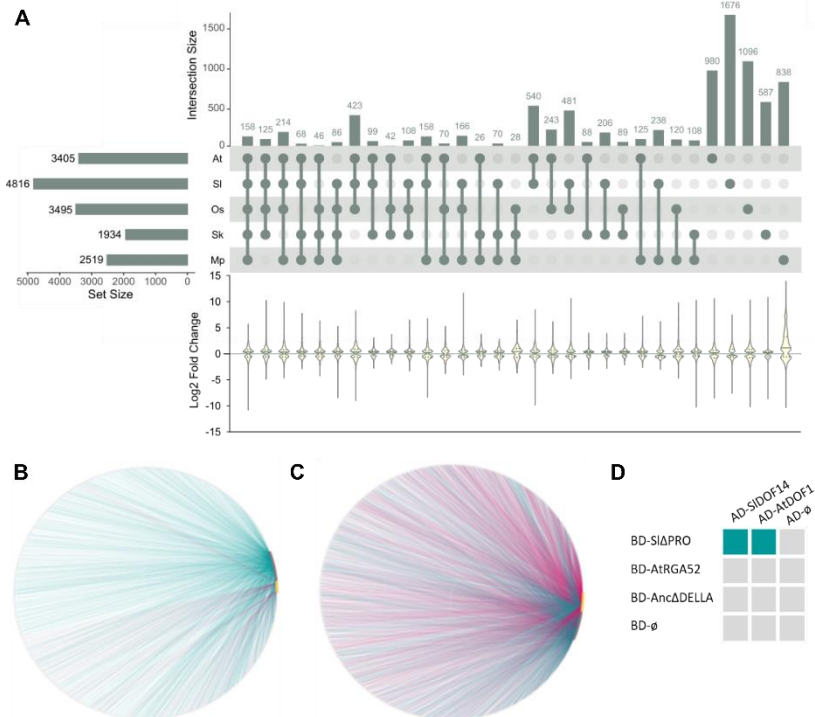 A
Intersection Size
1500
1000
500
0
158 125 214 68 46 86 423 99 42 108 158 70 166 26 70 28 540 243 481 88 206 89 125 238 120 108 980 1676 1096 587 838
3405 At
4816 Sl
3495 Os
1934 Sk
2519 Mp
5000 4000 3000 2000 1000 0
Set Size
Log2 Fold Change
15
10
5
0
-5
-10
-15
B C D
AD-SlDOF14
AD-AtDOF1
AD-ø
BD-SlΔPRO
BD-AtRGA52
BD-AncΔDELLA
BD-ø